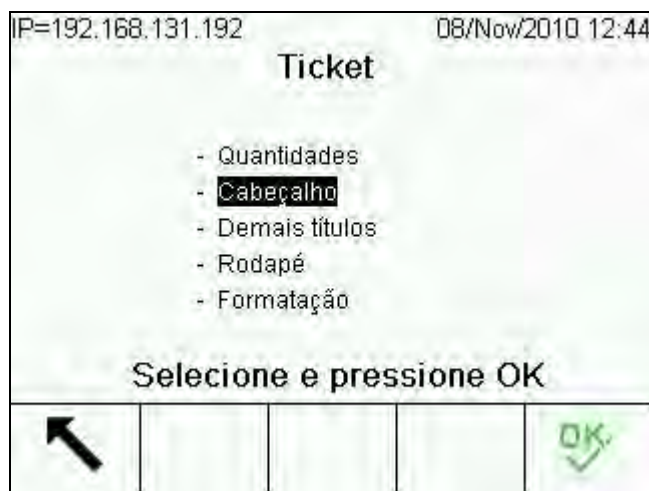 IP=192.168.131.192 08/Nov/2010 12:44
Ticket
- Quantidades
- Cabeçalho
- Demais títulos
- Rodapé
- Formatação
Selecione e pressione OK
OK